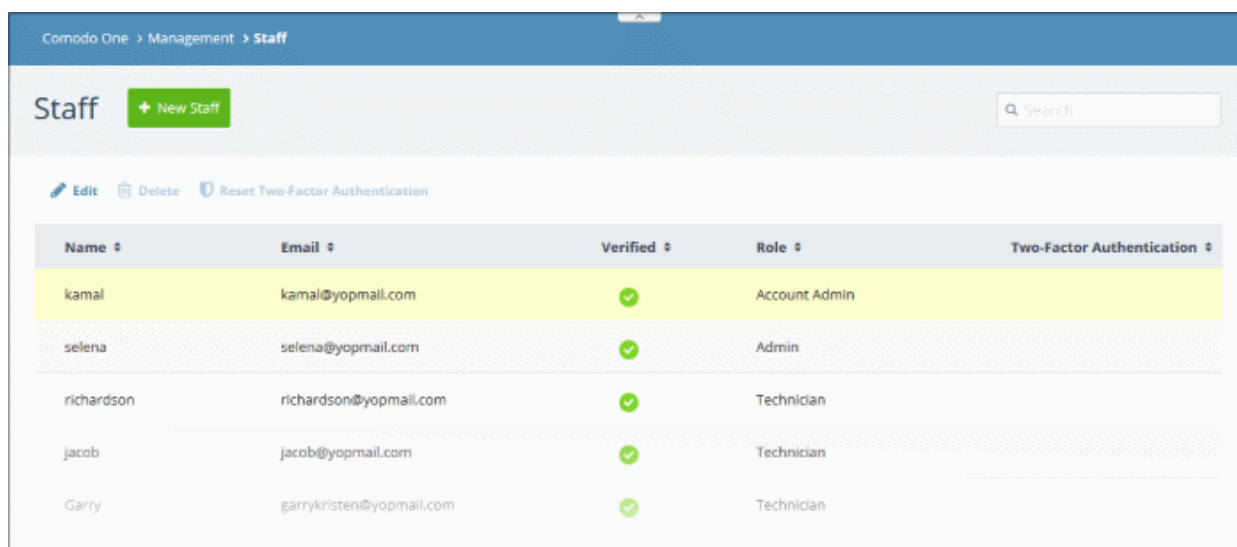 Comodo One > Management > Staff
Staff + New Staff Search
Edit Delete Reset Two-Factor Authentication
Name Email Verified Role Two-Factor Authentication
kamal kamal@yopmail.com Account Admin
selena selena@yopmail.com Admin
richardson richardson@yopmail.com Technician
jacob jacob@yopmail.com Technician
Garry garrykristen@yopmail.com Technician